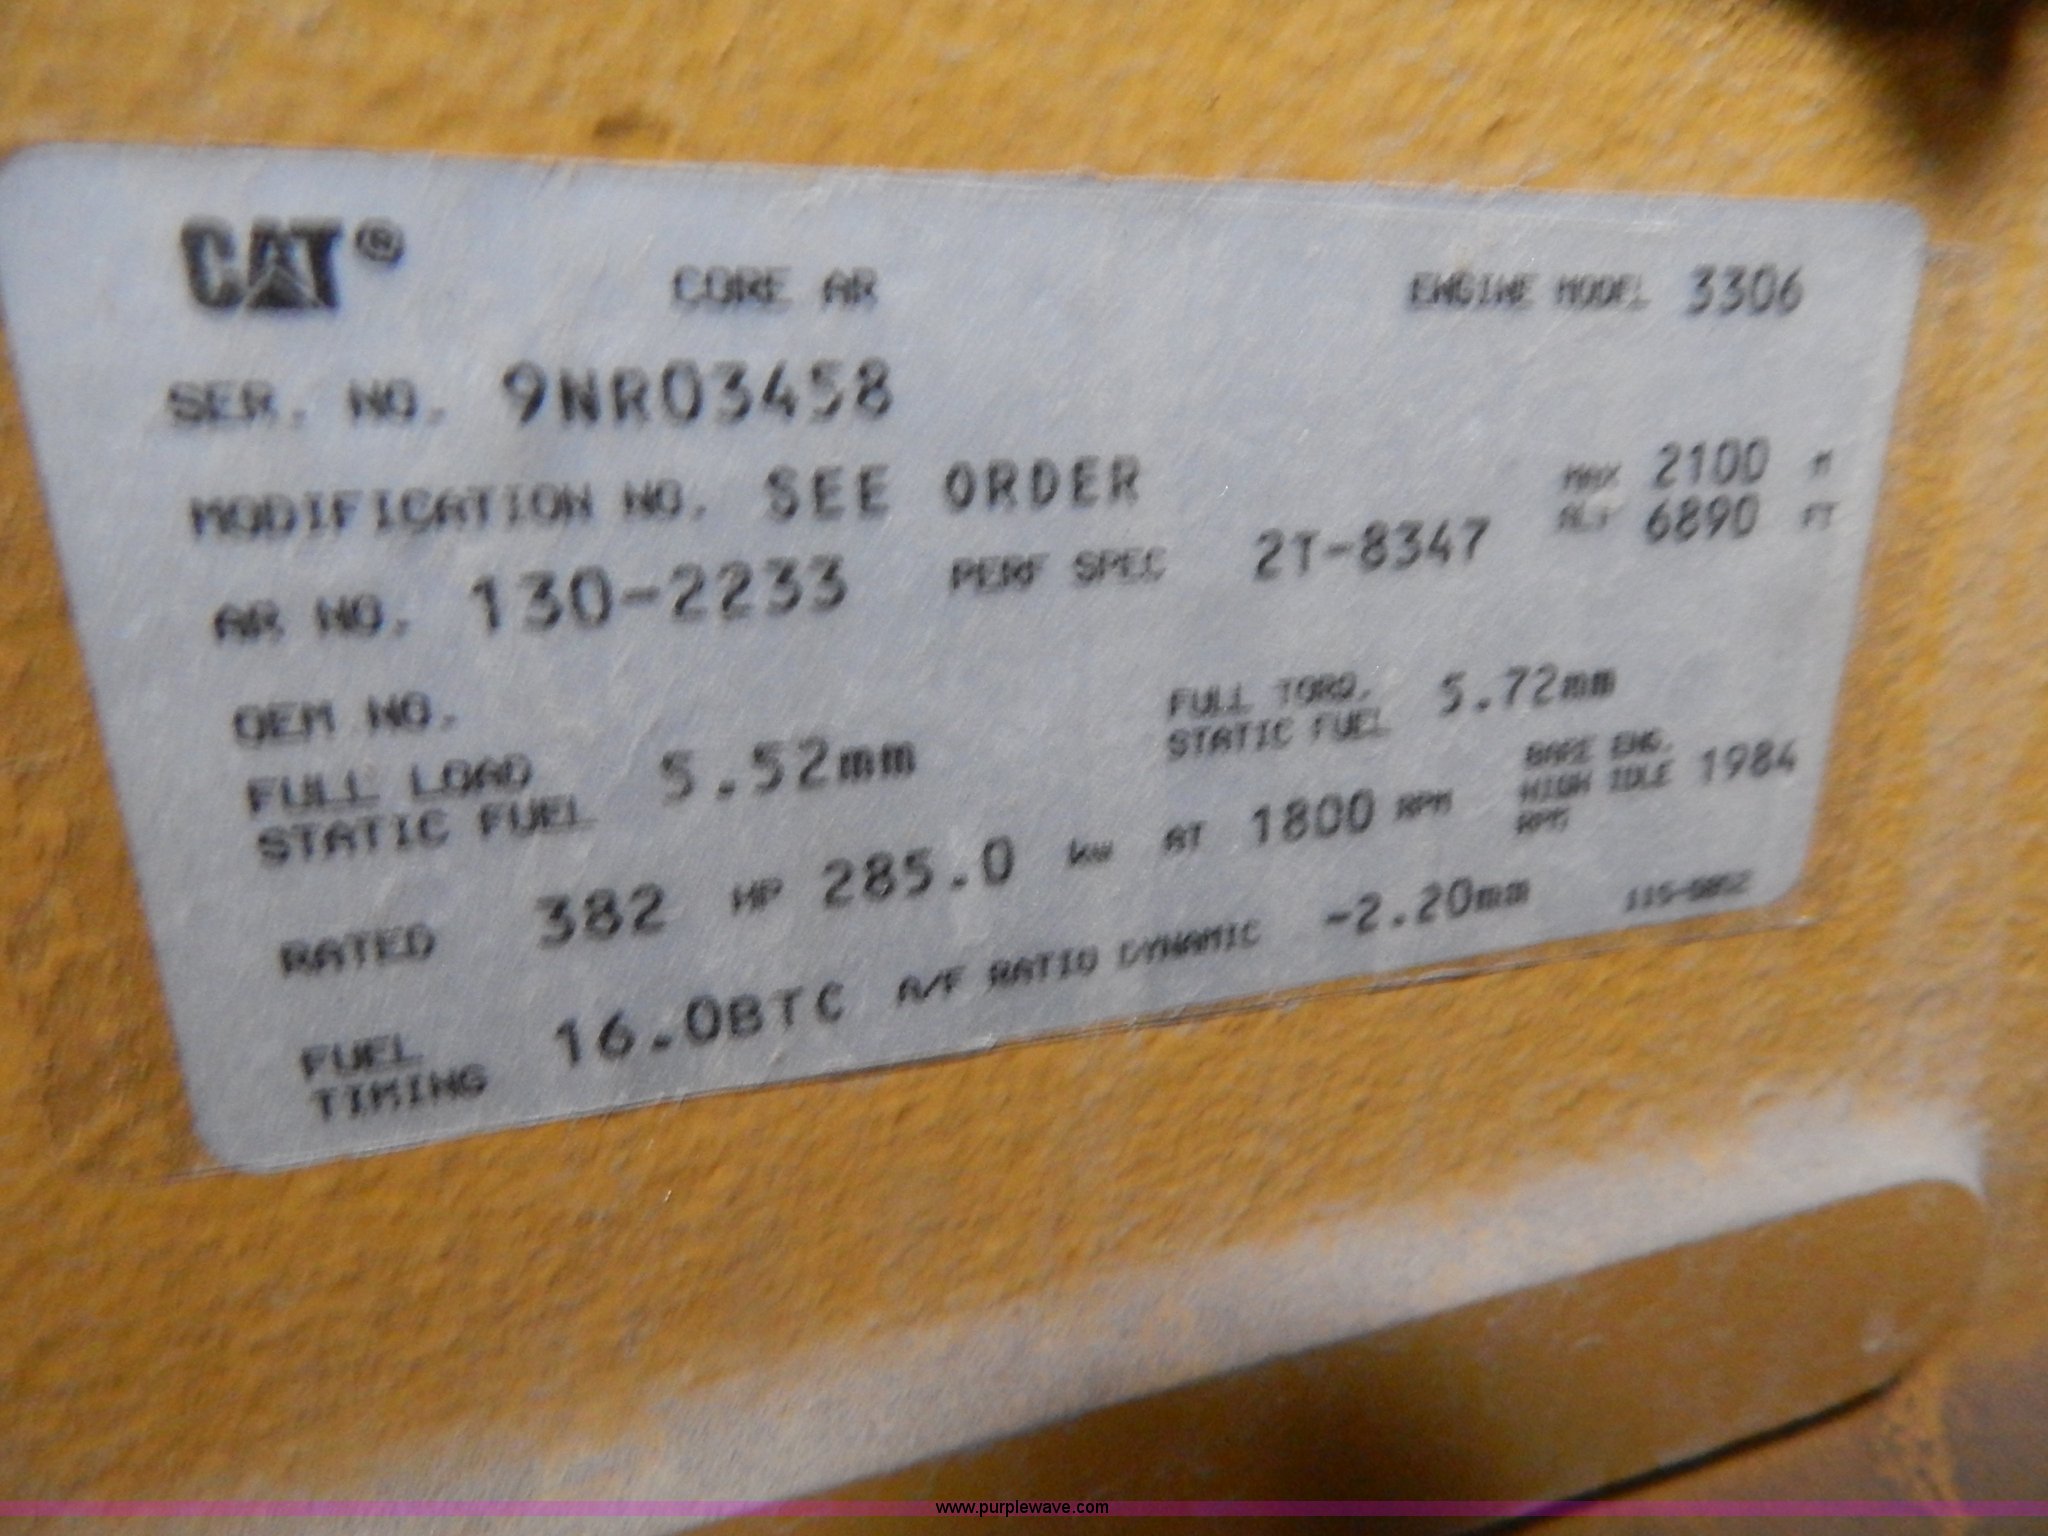 CAT®
CORE AR
ENGINE MODEL 3306
SER. NO. 9NR03458
MODIFICATION NO. SEE ORDER
MAX ALT 2100 M
6890 FT
AR NO. 130-2233 PERF SPEC 2T-8347
OEM NO.
FULL LOAD
STATIC FUEL 5.52mm
FULL TORQ.
STATIC FUEL 5.72mm
BARE ENG.
HIGH IDLE 1984
RPM
RATED 382 HP 285.0 kw AT 1800 RPM
FUEL
TIMING 16.0BTC A/F RATIO DYNAMIC -2.20mm
www.purplewave.com